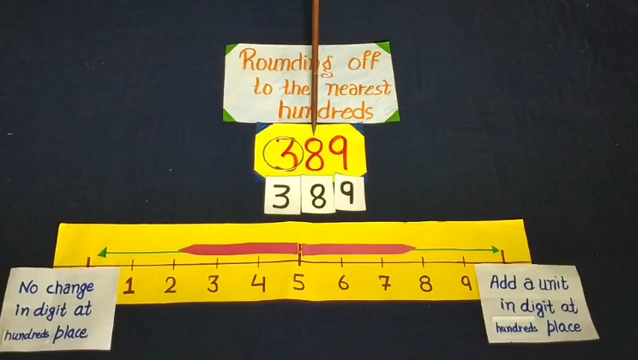 Rounding off
to the nearest
hundreds
389
3 8 9
1 2 3 4 5 6 7 8 9
No change
in digit at
hundreds place
Add a unit
in digit at
hundreds place